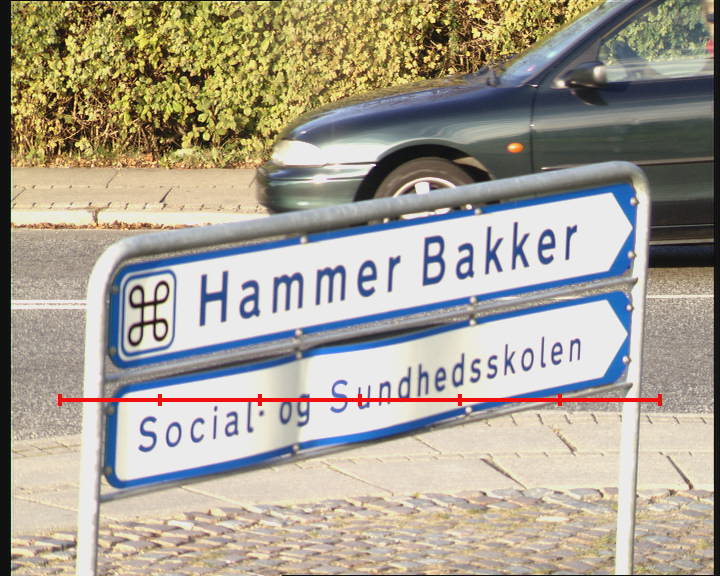 Hammer Bakker
Social- og Sundhedsskolen